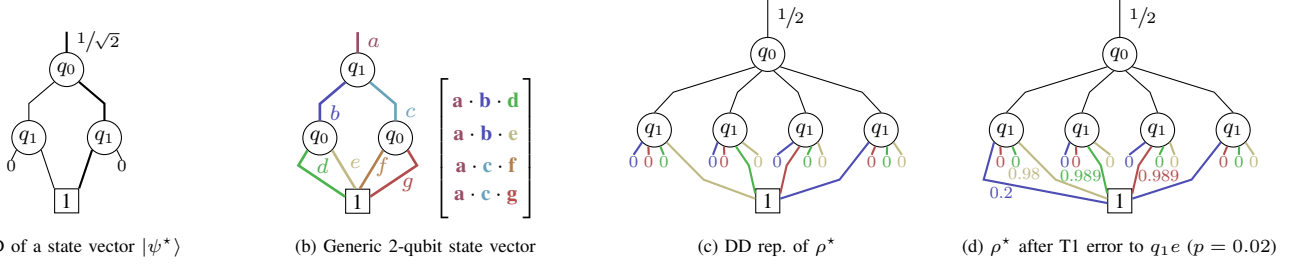 1/√2
q₀
q₁ q₁
0 0
1
D of a state vector |ψ⋆⟩
a
q₁
b c
q₀ q₀
d e f g
1
a · b · d
a · b · e
a · c · f
a · c · g
(b) Generic 2-qubit state vector
1/2
q₀
q₁ q₁ q₁ q₁
0 0 0 0 0 0 0 0 0 0 0 0
1
(c) DD rep. of ρ⋆
1/2
q₀
q₁ q₁ q₁ q₁
0 0 0 0 0 0 0 0 0 0 0
0.98 0.989 0.989
0.2
1
(d) ρ⋆ after T1 error to q₁e (p = 0.02)